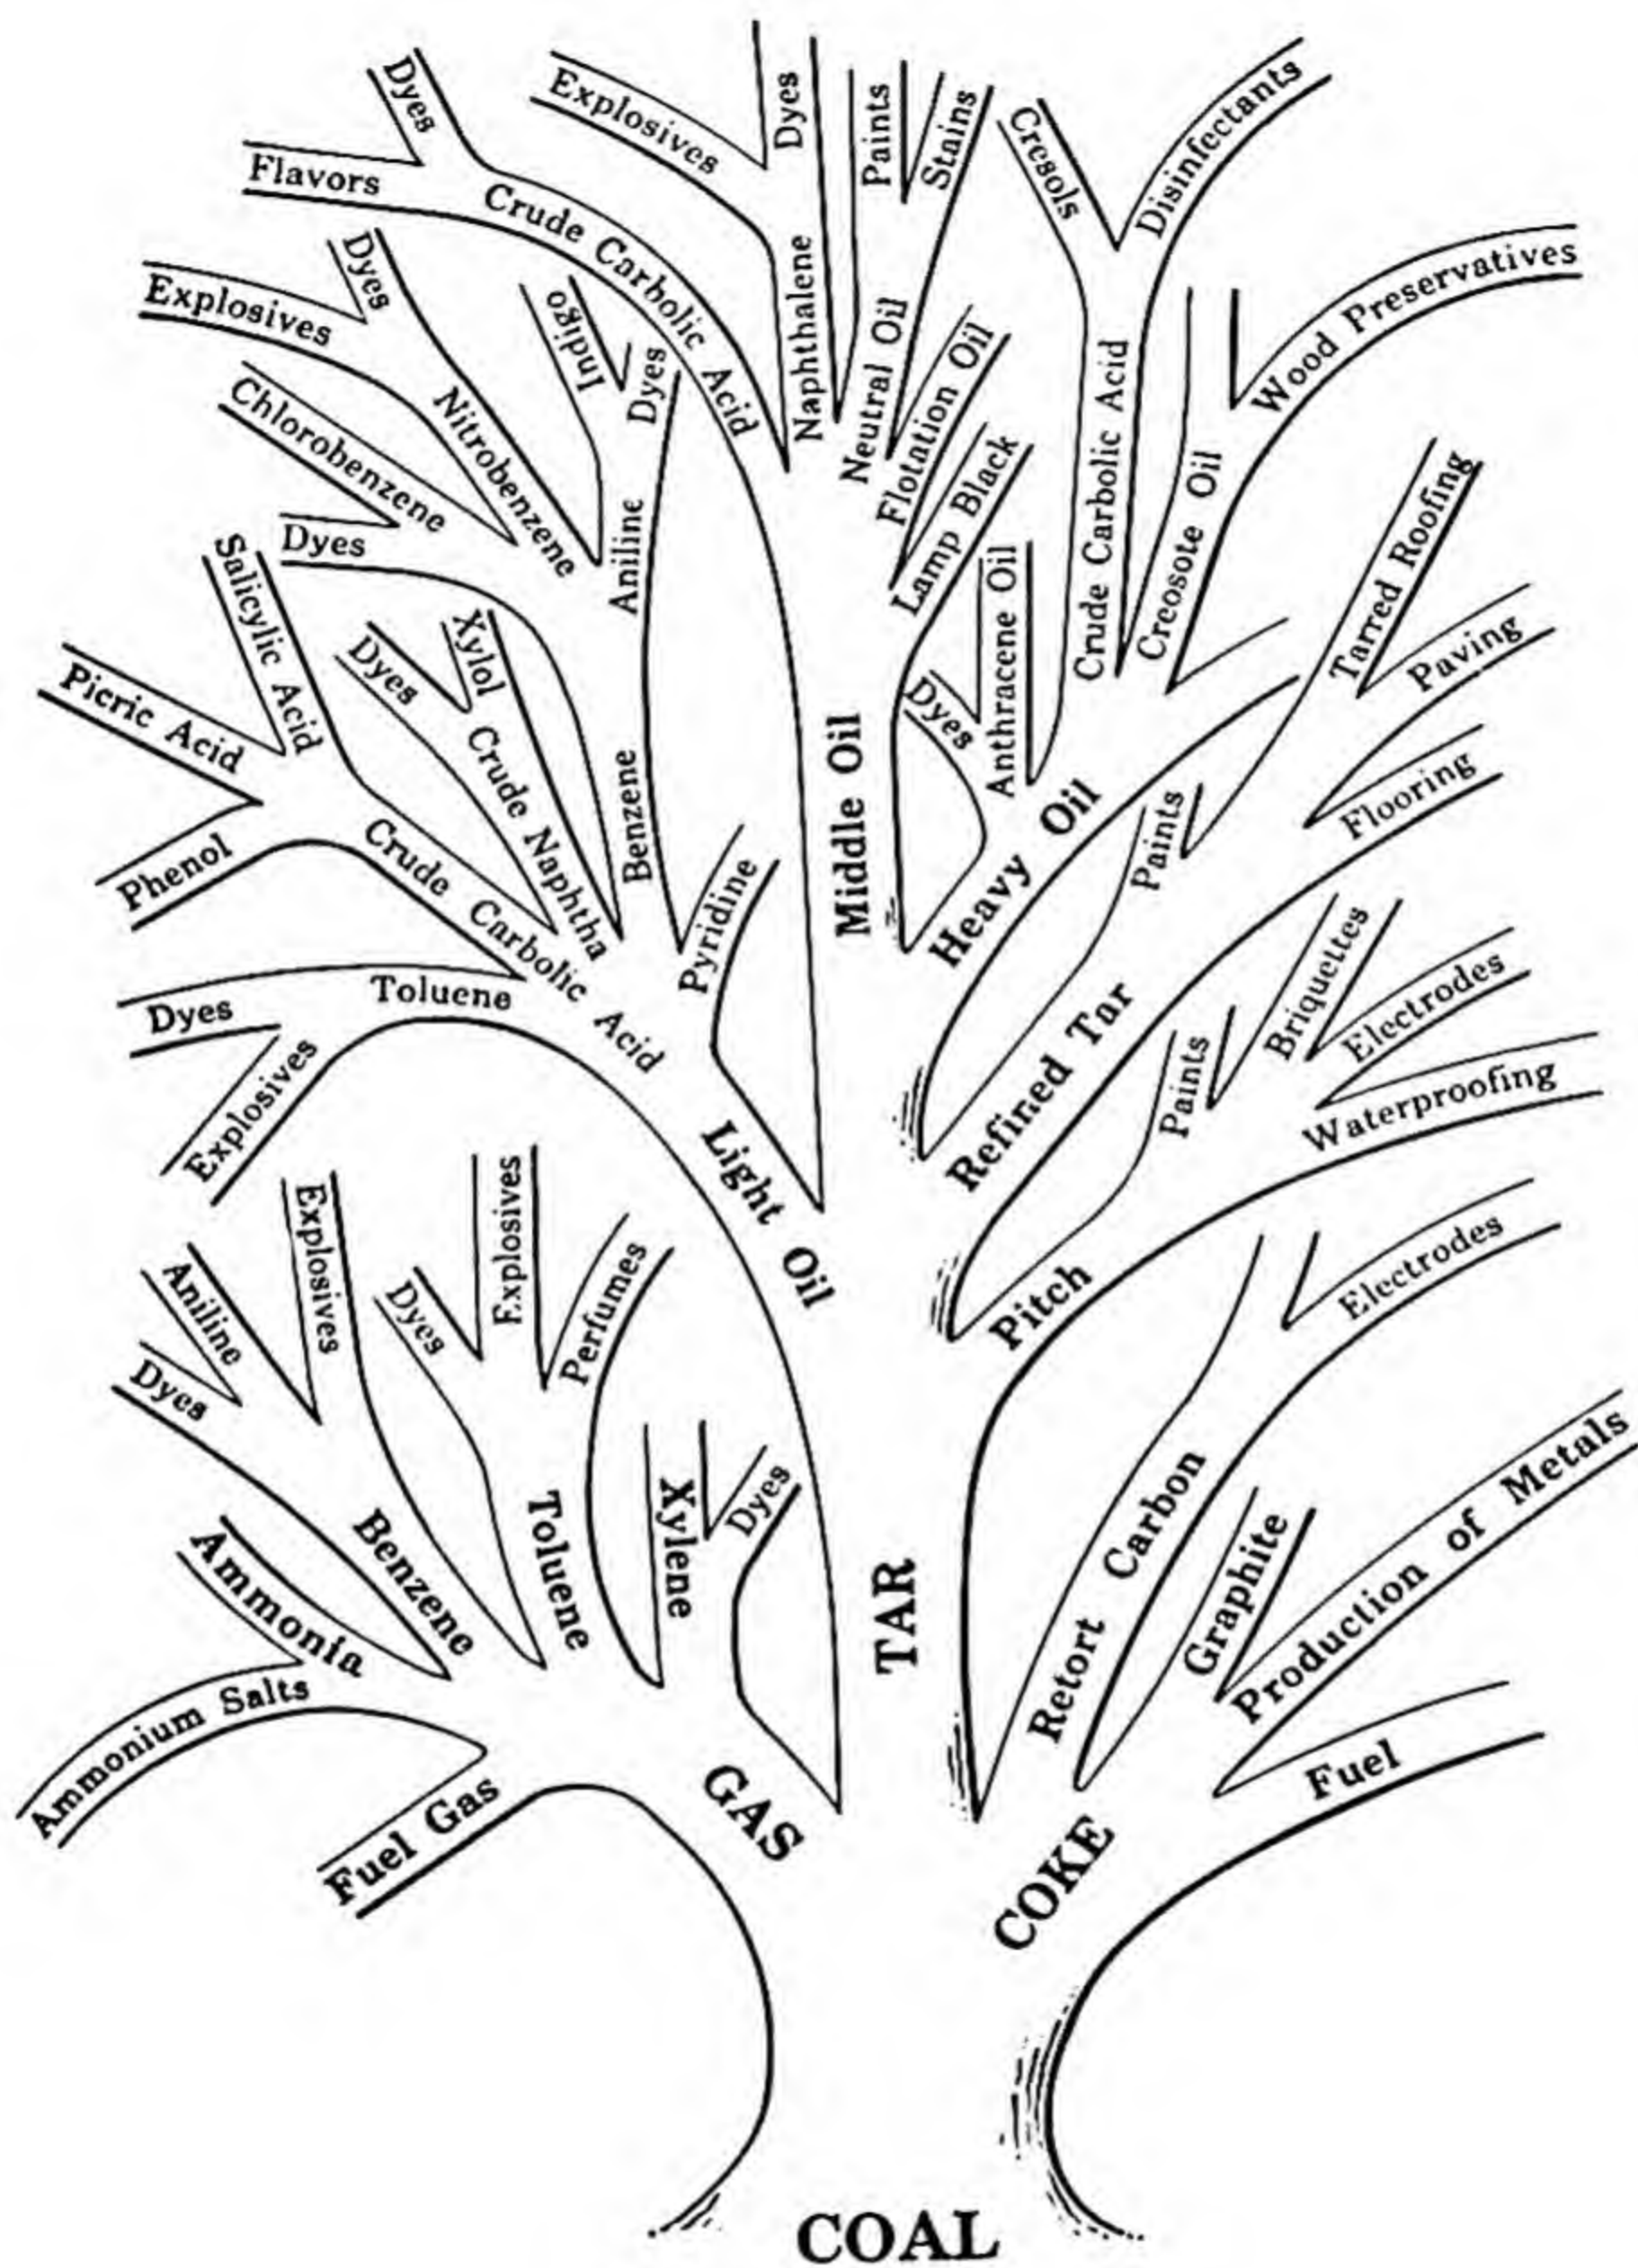 Dyes
Flavors
Crude Carbolic Acid
Explosives
Dyes
Naphthalene
Paints
Stains
Neutral Oil
Flotation Oil
Lamp Black
Cresols
Disinfectants
Crude Carbolic Acid
Wood Preservatives
Creosote Oil
Dyes
Anthracene Oil
Explosives
Dyes
Nitrobenzene
Chlorobenzene
Indigo
Dyes
Aniline
Dyes
Benzene
Salicylic Acid
Picric Acid
Phenol
Crude Carbolic Acid
Dyes
Xylol
Crude Naphtha
Pyridine
Middle Oil
Heavy Oil
Tarred Roofing
Paving
Flooring
Paints
Refined Tar
Dyes
Toluene
Explosives
Light Oil
Briquettes
Electrodes
Paints
Waterproofing
Pitch
Aniline
Explosives
Dyes
Benzene
Dyes
Explosives
Perfumes
Toluene
Xylene
Dyes
TAR
Electrodes
Retort Carbon
Graphite
Production of Metals
Fuel
Ammonia
Ammonium Salts
Fuel Gas
GAS
COKE
COAL